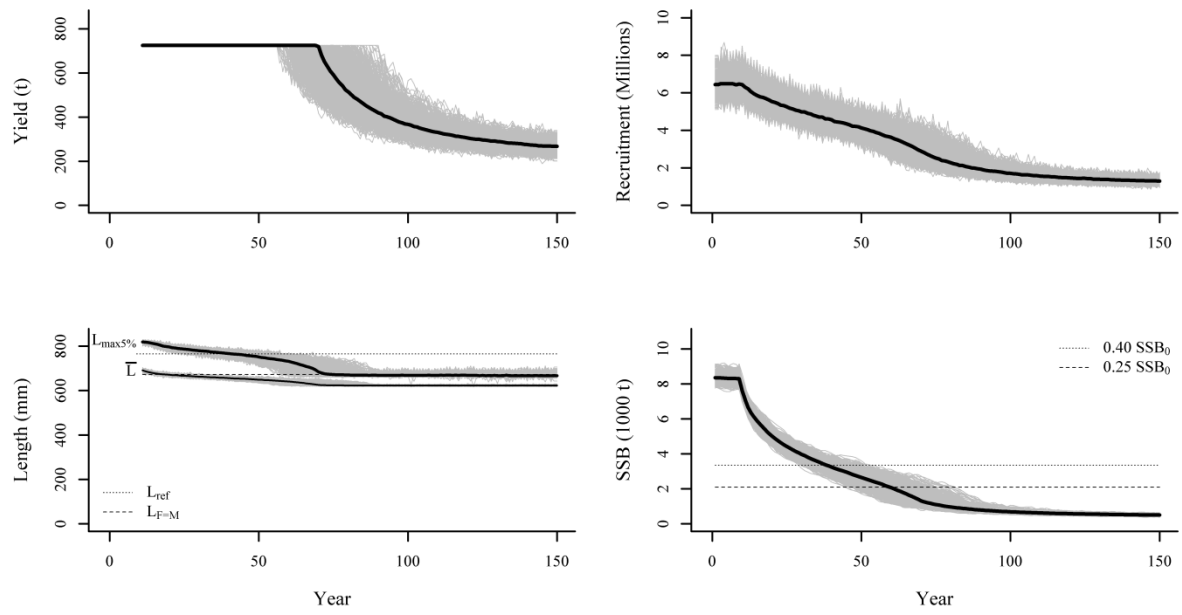 Yield (t)
800
600
400
200
0
0 50 100 150
Recruitment (Millions)
10
8
6
4
2
0
0 50 100 150
Length (mm)
800
600
400
200
0
Lmax5%
L̅
Lref
LF=M
0 50 100 150
Year
SSB (1000 t)
10
8
6
4
2
0
0.40 SSB0
0.25 SSB0
0 50 100 150
Year